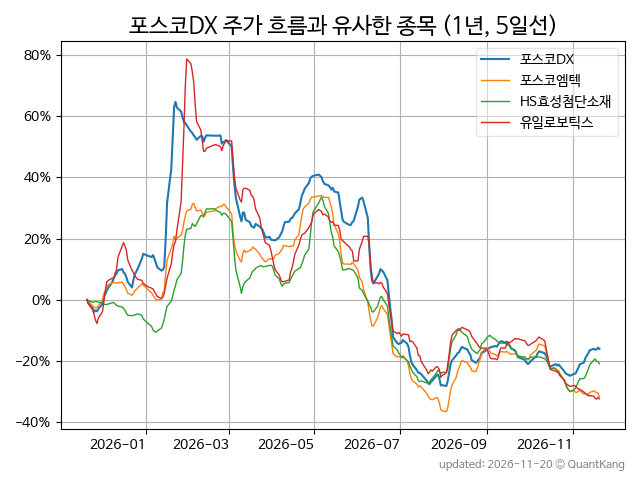 포스코DX 주가 흐름과 유사한 종목 (1년, 5일선)
80%
60%
40%
20%
0%
−20%
−40%
포스코DX
포스코엠텍
HS효성첨단소재
유일로보틱스
2026-01 2026-03 2026-05 2026-07 2026-09 2026-11
updated: 2026-11-20 © QuantKang